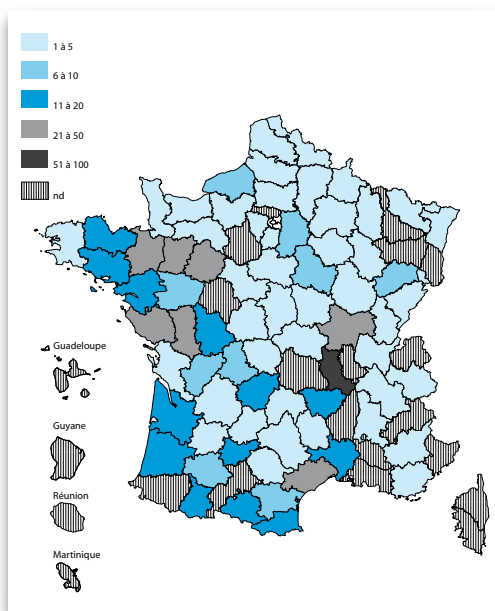 1 à 5
6 à 10
11 à 20
21 à 50
51 à 100
nd
Guadeloupe
Guyane
Réunion
Martinique